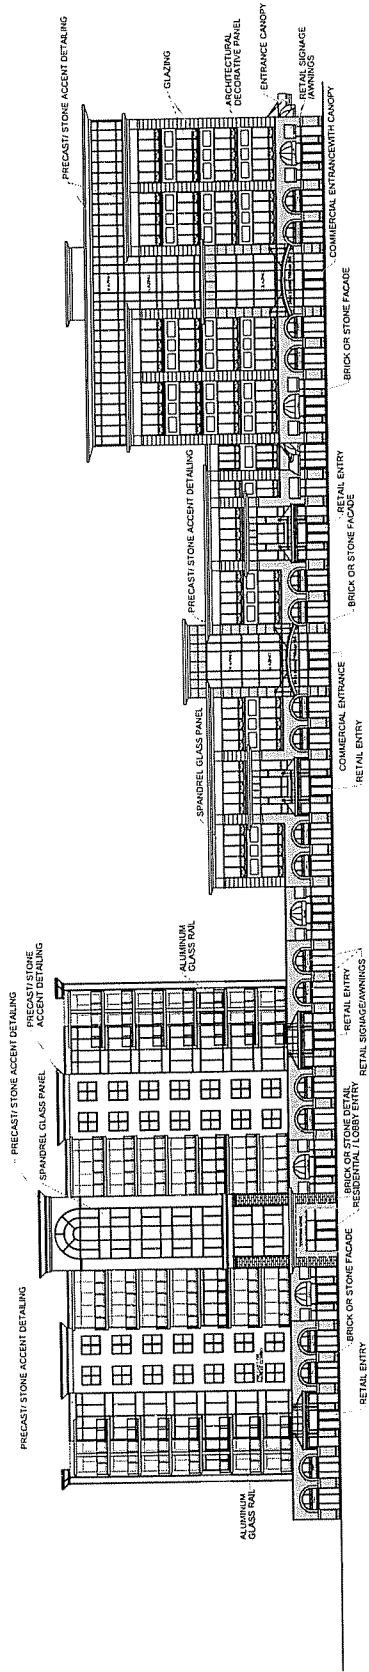 PRECAST/ STONE ACCENT DETAILING
PRECAST/ STONE ACCENT DETAILING
SPANDREL GLASS PANEL
PRECAST/ STONE
ACCENT DETAILING
ALUMINUM
GLASS RAIL
ALUMINUM
GLASS RAIL
RETAIL ENTRY
BRICK OR STONE FACADE
BRICK OR STONE DETAIL
RESIDENTIAL / LOBBY ENTRY
RETAIL ENTRY
RETAIL SIGNAGE/AWNINGS
SPANDREL GLASS PANEL
PRECAST/ STONE ACCENT DETAILING
RETAIL ENTRY
COMMERCIAL ENTRANCE
BRICK OR STONE FACADE
RETAIL ENTRY
PRECAST/ STONE ACCENT DETAILING
GLAZING
ARCHITECTURAL
DECORATIVE PANEL
ENTRANCE CANOPY
RETAIL SIGNAGE
/AWNINGS
BRICK OR STONE FACADE
COMMERCIAL ENTRANCEWITH CANOPY